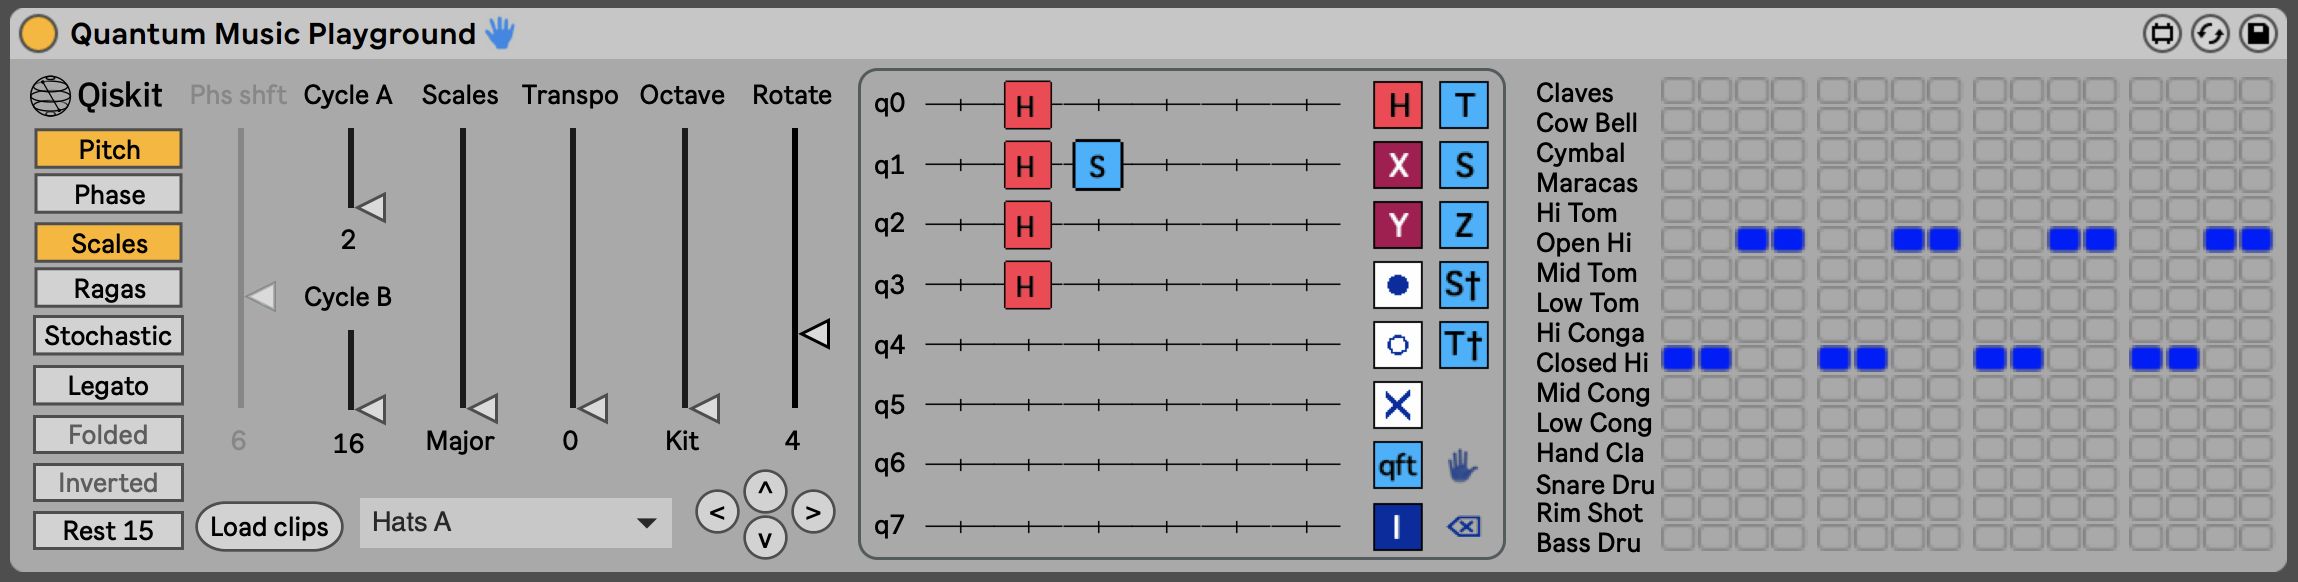 Quantum Music Playground
Qiskit
Phs shft
Cycle A
Scales
Transpo
Octave
Rotate
Pitch
Phase
Scales
Ragas
Stochastic
Legato
Folded
Inverted
Rest 15
2
Cycle B
6
16
Major
0
Kit
4
Load clips
Hats A
<
^
v
>
q0 H
q1 H S
q2 H
q3 H
q4
q5
q6
q7
H T
X S
Y Z
S†
T†
qft
I
Claves
Cow Bell
Cymbal
Maracas
Hi Tom
Open Hi
Mid Tom
Low Tom
Hi Conga
Closed Hi
Mid Cong
Low Cong
Hand Cla
Snare Dru
Rim Shot
Bass Dru